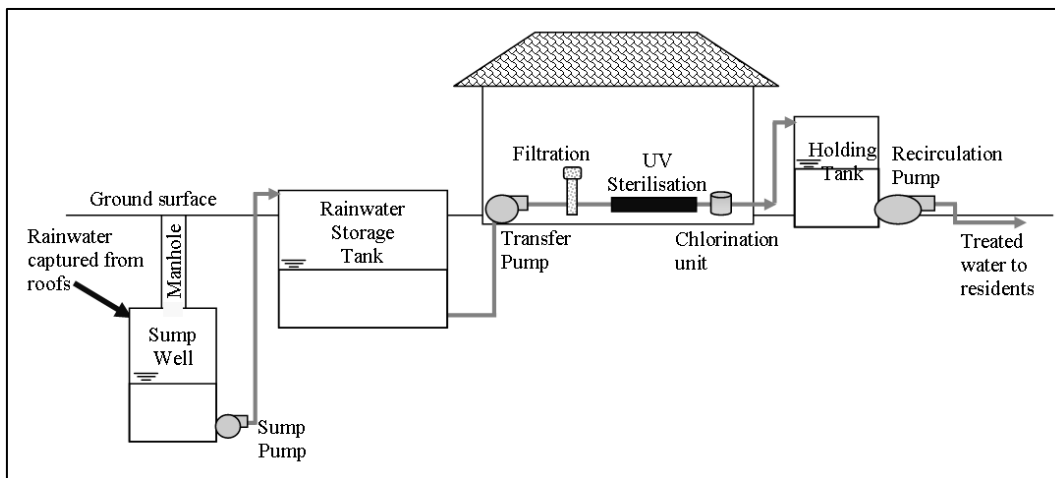 Ground surface
Rainwater
captured from
roofs
Manhole
Sump
Well
Sump
Pump
Rainwater
Storage
Tank
Filtration
UV
Sterilisation
Transfer
Pump
Chlorination
unit
Holding
Tank
Recirculation
Pump
Treated
water to
residents